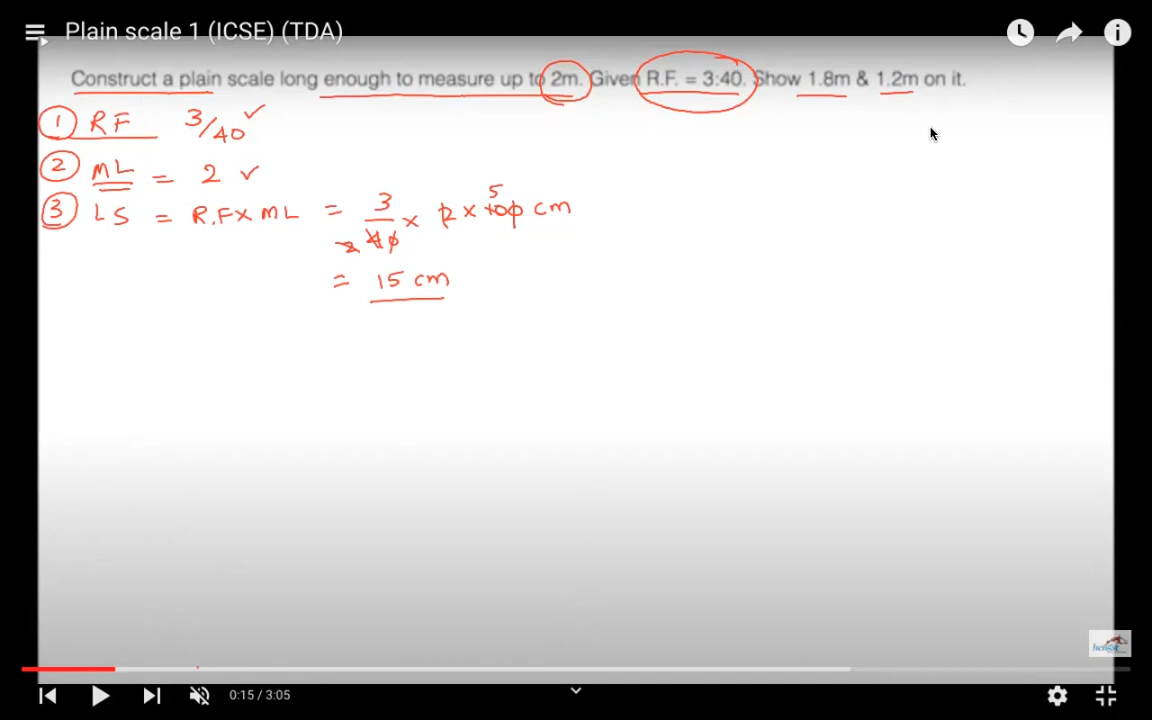 Plain scale 1 (ICSE) (TDA)
Construct a plain scale long enough to measure up to 2m. Given R.F. = 3:40. Show 1.8m & 1.2m on it.
1 RF 3/40 ✓
2 ML = 2 ✓
3 LS = R.F × ML = 3/40 × 2 × 100 cm
2 5
= 15 cm
0:15 / 3:05